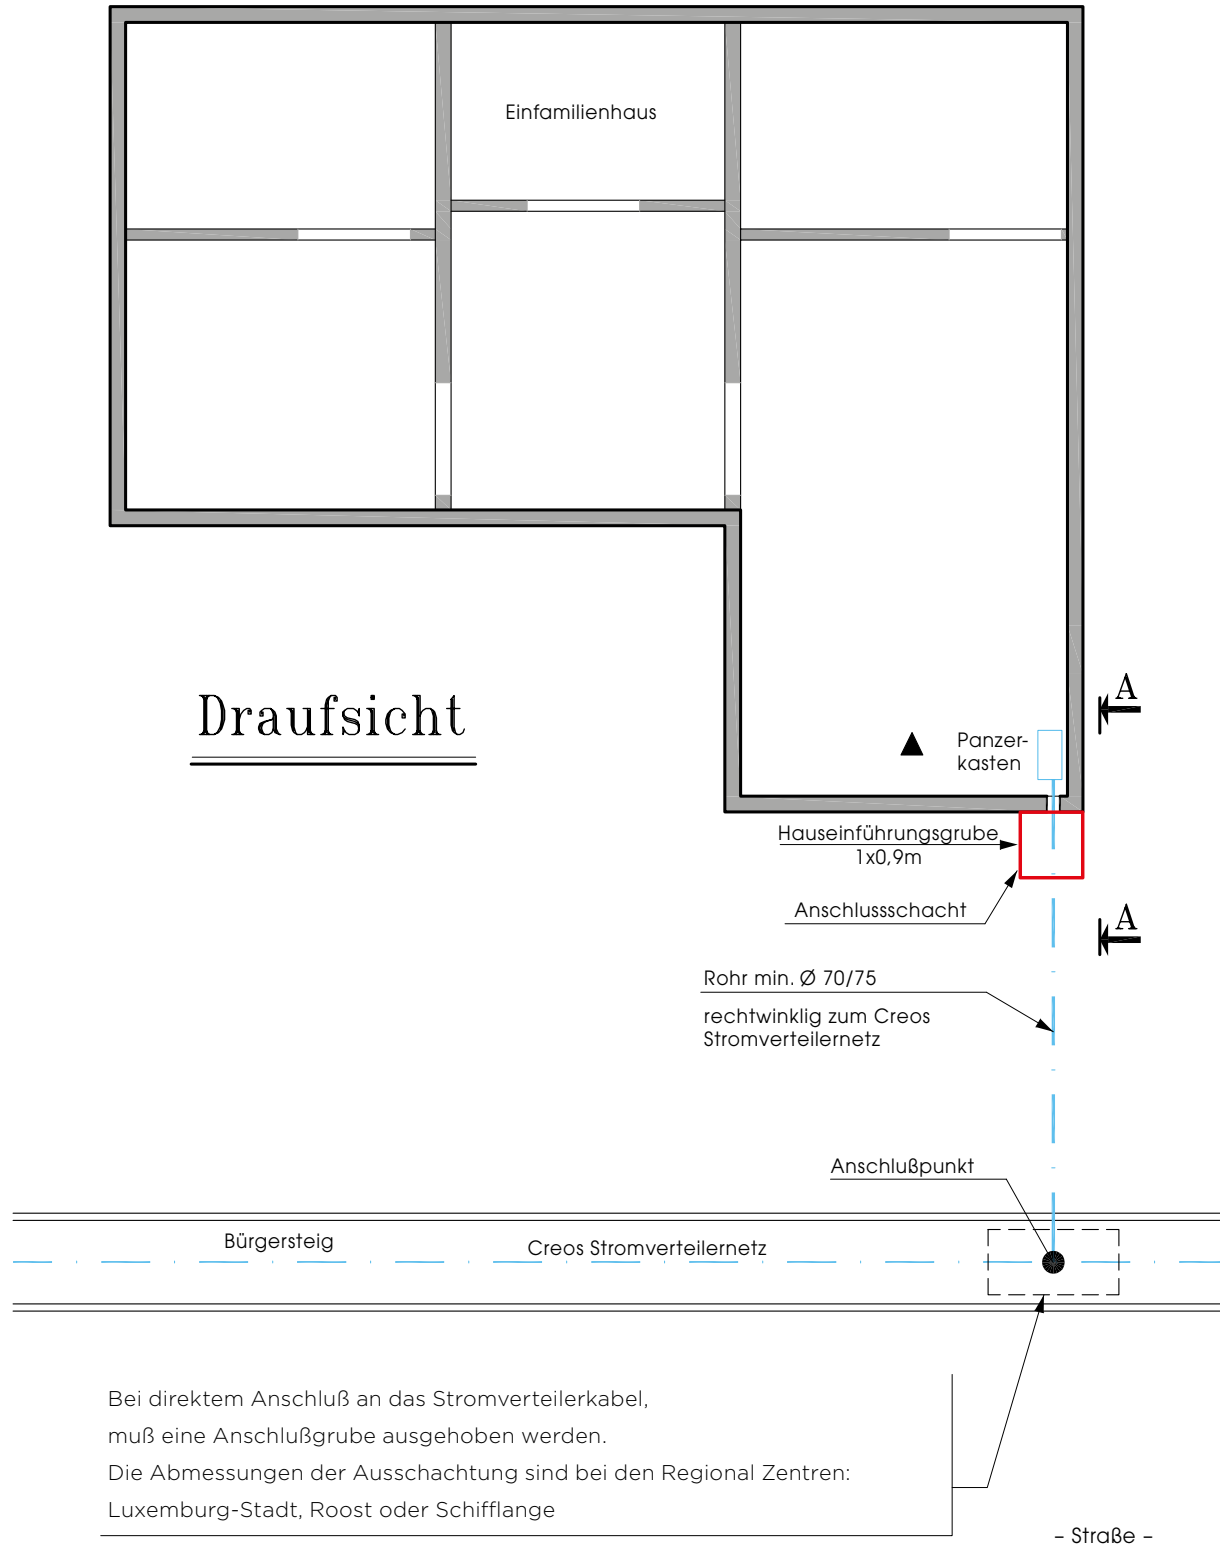 Einfamilienhaus
Draufsicht
A
Panzer-
kasten
Hauseinführungsgrube
1x0,9m
Anschlussschacht
A
Rohr min. Ø 70/75
rechtwinklig zum Creos
Stromverteilernetz
Anschlußpunkt
Bürgersteig
Creos Stromverteilernetz
Bei direktem Anschluß an das Stromverteilerkabel,
muß eine Anschlußgrube ausgehoben werden.
Die Abmessungen der Ausschachtung sind bei den Regional Zentren:
Luxemburg-Stadt, Roost oder Schifflange
– Straße –